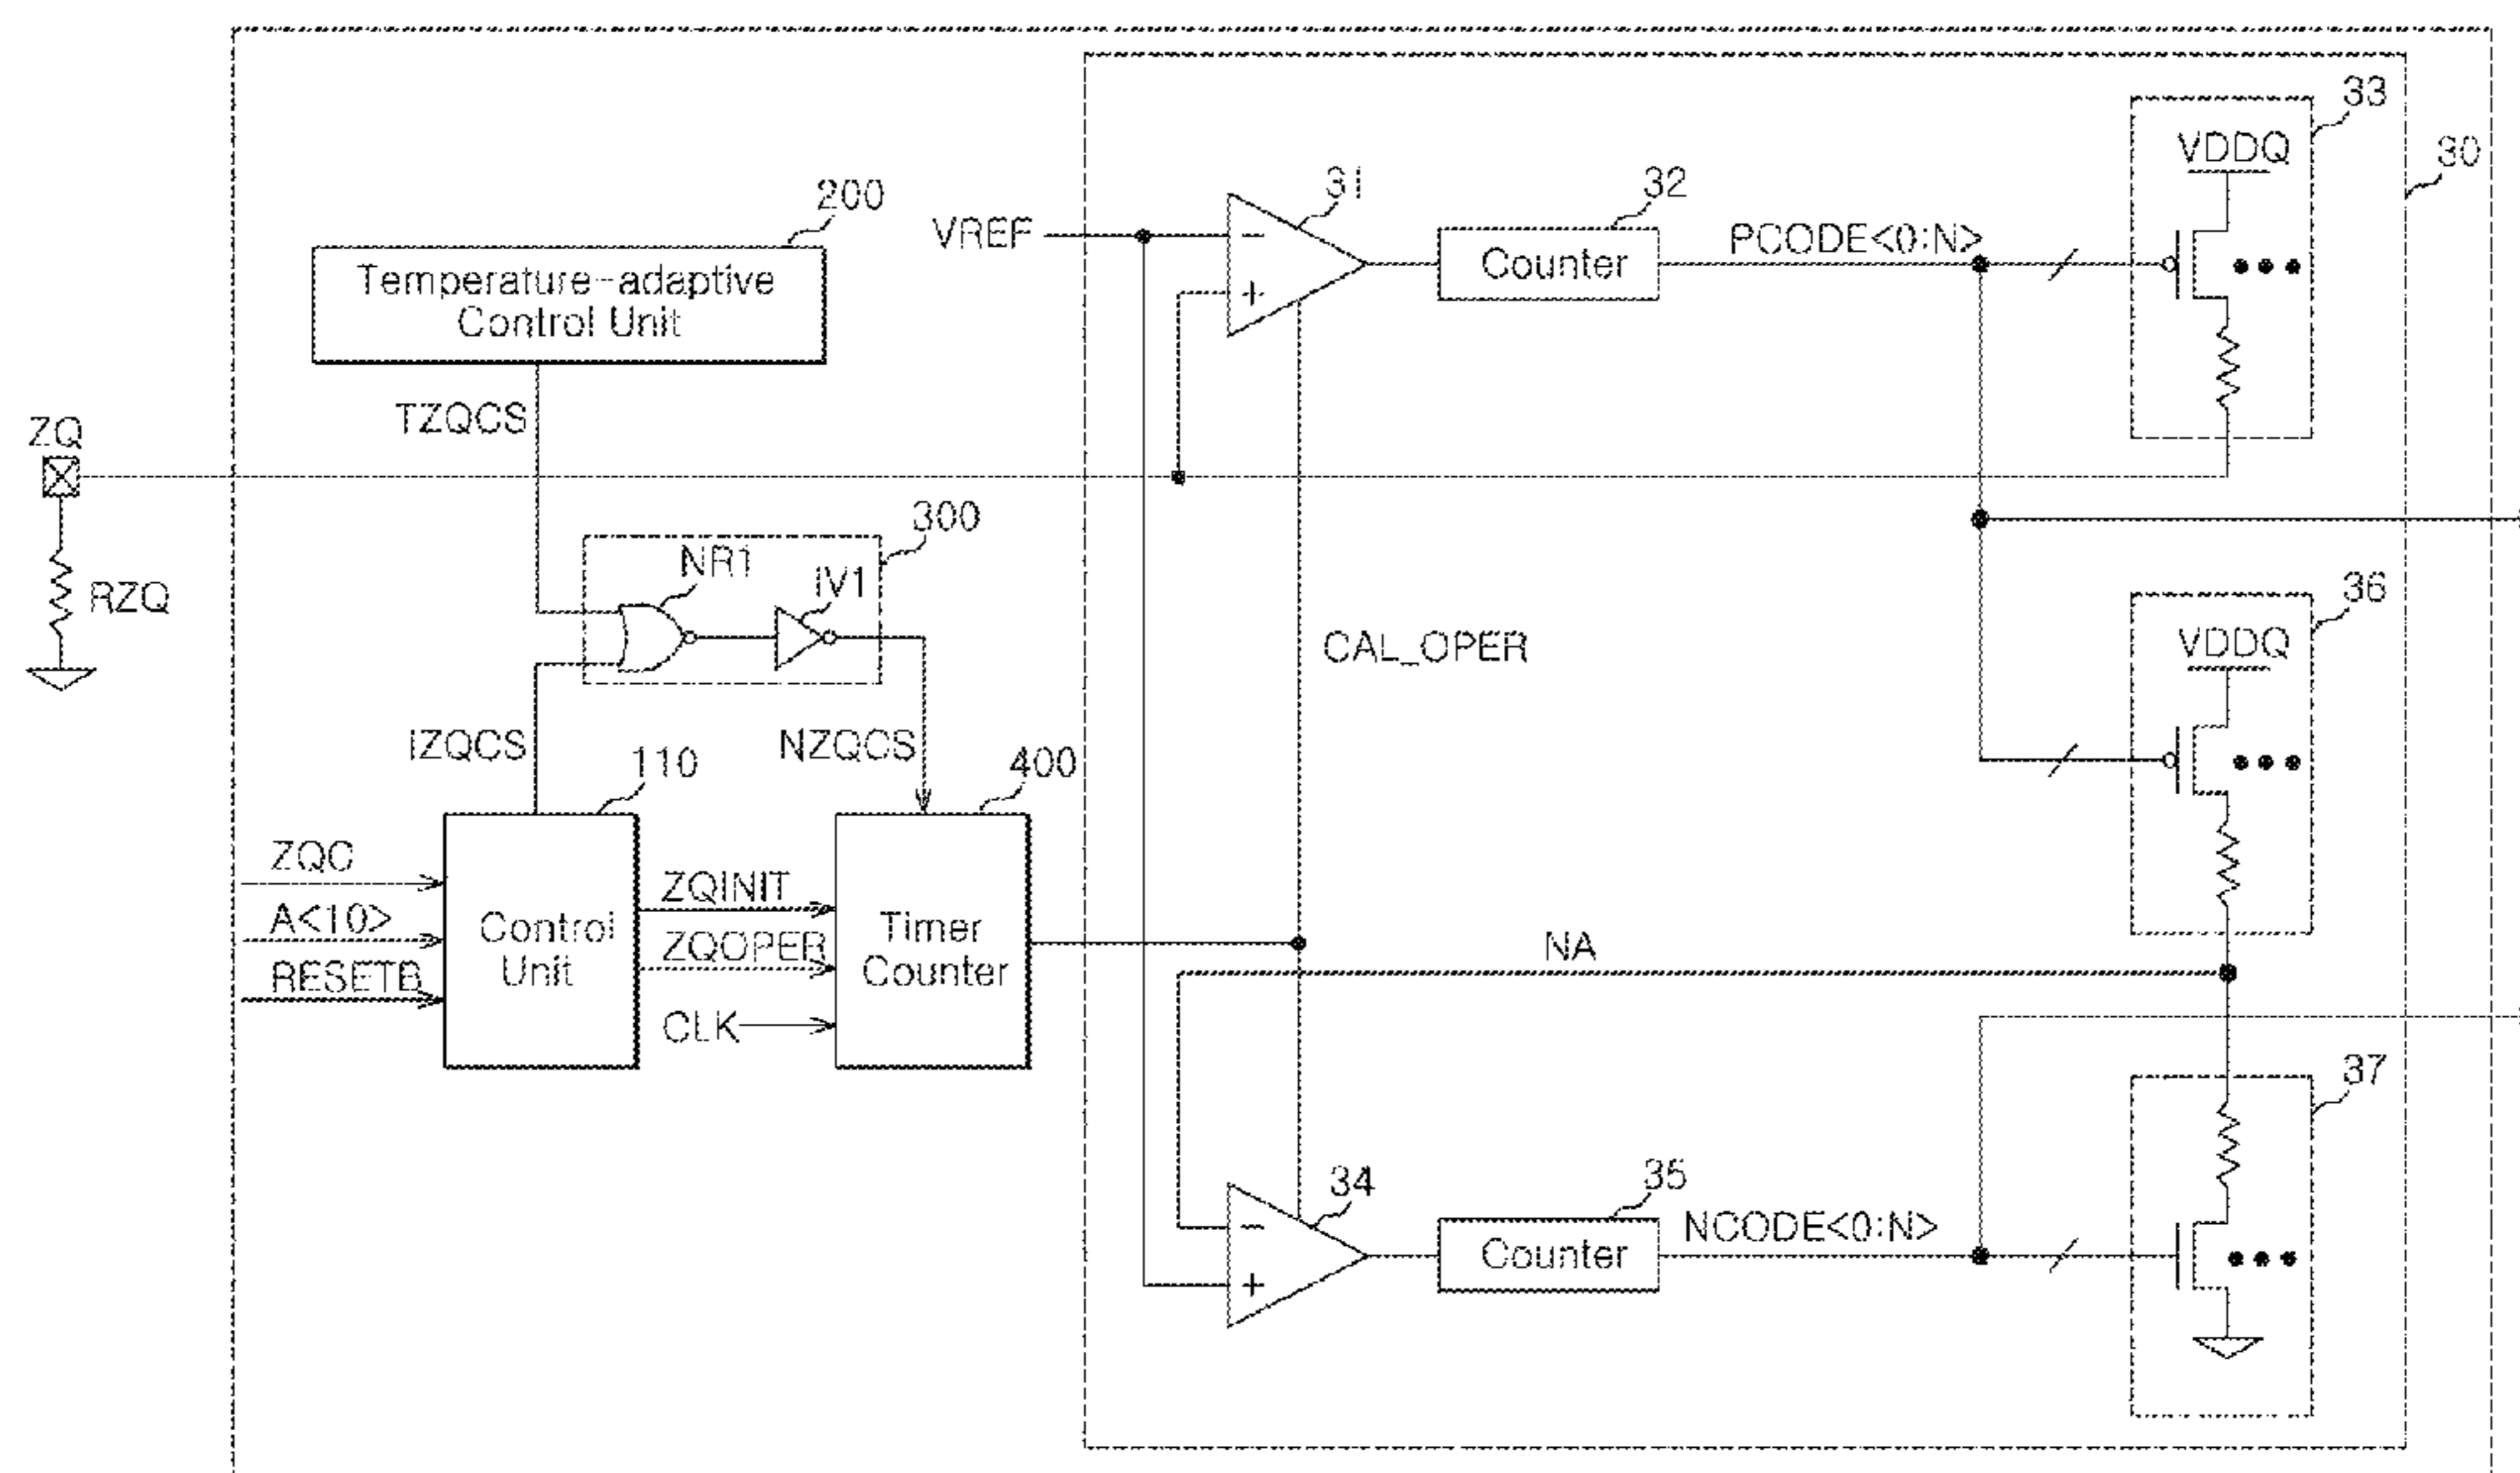 33
VDDQ
30
200
31
32
VREF
PCODE<0:N>
−
+
Counter
Temperature-adaptive
Control Unit
TZQCS
ZQ
300
NR1
IV1
RZQ
36
VDDQ
CAL_OPER
IZQCS
NZQCS
110
400
ZQC
ZQINIT
A<10>
Control
Unit
Timer
Counter
ZQOPER
NA
RESETB
CLK
37
34
35
NCODE<0:N>
−
+
Counter